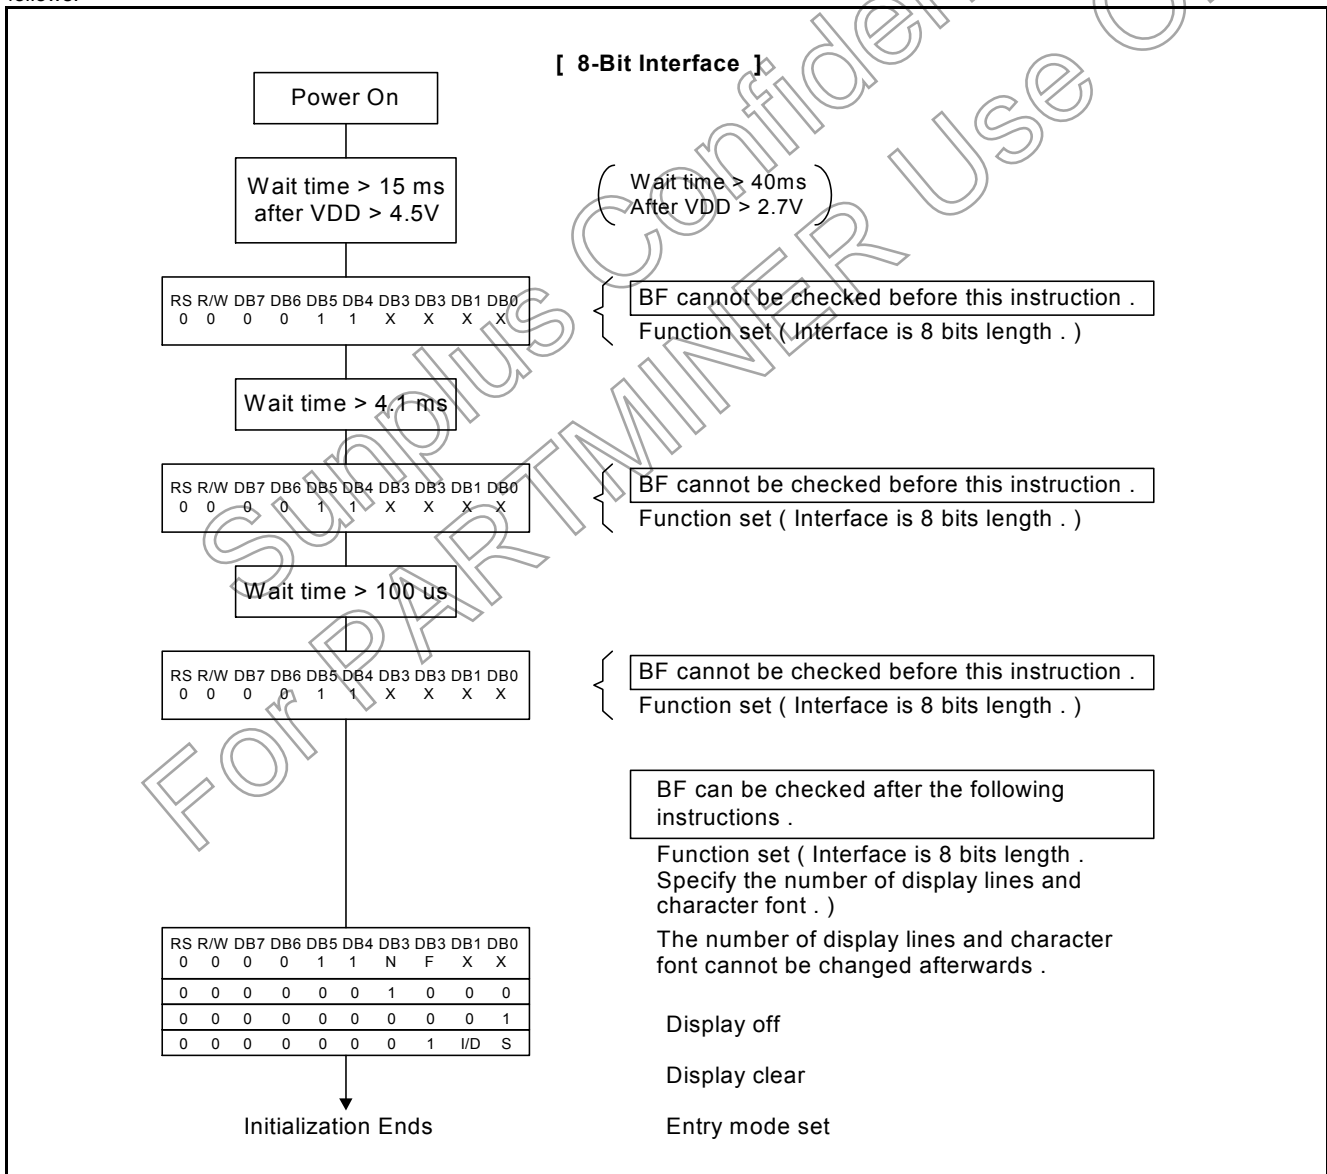 [ 8-Bit Interface ]
Power On
Wait time > 15 ms
after VDD > 4.5V
Wait time > 40ms
After VDD > 2.7V
RS R/W DB7 DB6 DB5 DB4 DB3 DB3 DB1 DB0
0 0 0 0 1 1 X X X X
BF cannot be checked before this instruction .
Function set ( Interface is 8 bits length . )
Wait time > 4.1 ms
RS R/W DB7 DB6 DB5 DB4 DB3 DB3 DB1 DB0
0 0 0 0 1 1 X X X X
BF cannot be checked before this instruction .
Function set ( Interface is 8 bits length . )
Wait time > 100 us
RS R/W DB7 DB6 DB5 DB4 DB3 DB3 DB1 DB0
0 0 0 0 1 1 X X X X
BF cannot be checked before this instruction .
Function set ( Interface is 8 bits length . )
BF can be checked after the following
instructions .
Function set ( Interface is 8 bits length .
Specify the number of display lines and
character font . )
The number of display lines and character
font cannot be changed afterwards .
RS R/W DB7 DB6 DB5 DB4 DB3 DB3 DB1 DB0
0 0 0 0 1 1 N F X X
0 0 0 0 0 0 1 0 0 0
0 0 0 0 0 0 0 0 0 1
0 0 0 0 0 0 0 1 I/D S
Display off
Display clear
Entry mode set
Initialization Ends
Sunplus
For PARTMINER Use